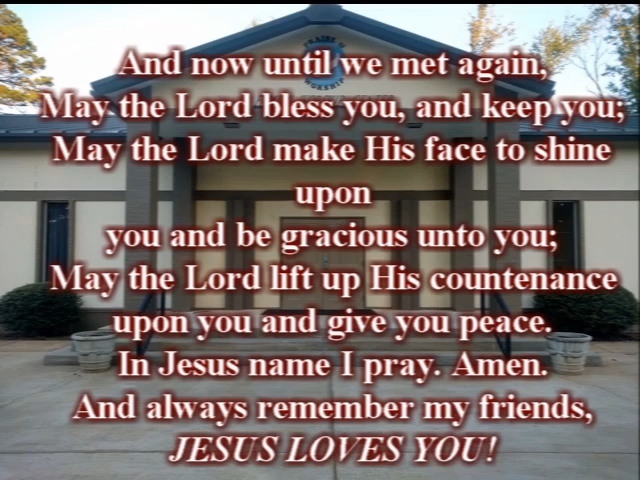 PRAISE &
WORSHIP
And now until we met again,
May the Lord bless you, and keep you;
May the Lord make His face to shine
upon
you and be gracious unto you;
May the Lord lift up His countenance
upon you and give you peace.
In Jesus name I pray. Amen.
And always remember my friends,
JESUS LOVES YOU!